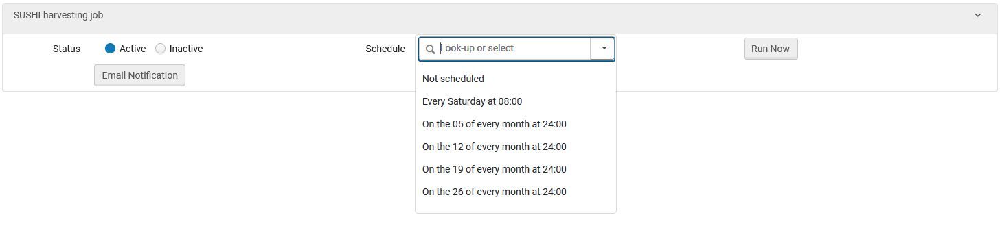 SUSHI harvesting job
Status Active Inactive Schedule Look-up or select Run Now
Email Notification
Not scheduled
Every Saturday at 08:00
On the 05 of every month at 24:00
On the 12 of every month at 24:00
On the 19 of every month at 24:00
On the 26 of every month at 24:00